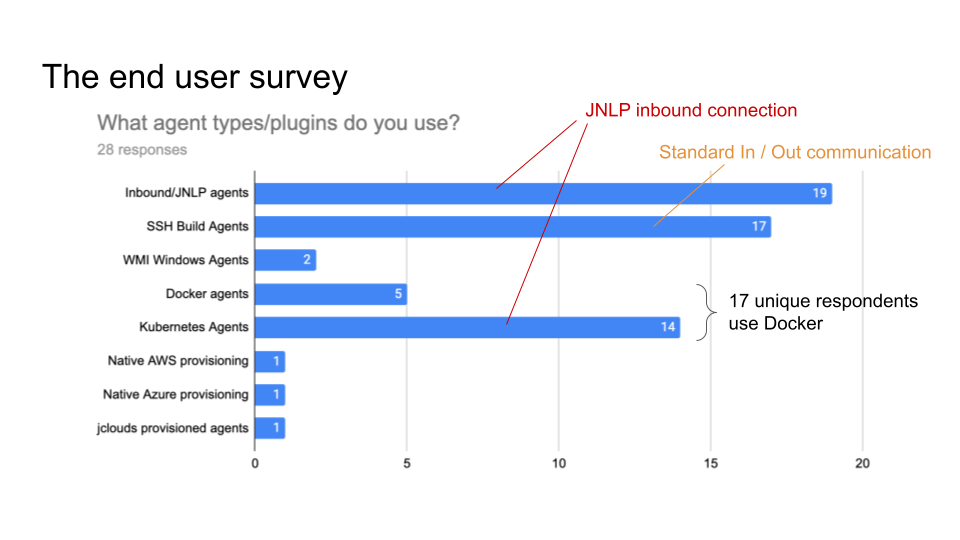 The end user survey
What agent types/plugins do you use?
28 responses
JNLP inbound connection
Standard In / Out communication
Inbound/JNLP agents 19
SSH Build Agents 17
WMI Windows Agents 2
Docker agents 5
Kubernetes Agents 14
17 unique respondents
use Docker
Native AWS provisioning 1
Native Azure provisioning 1
jclouds provisioned agents 1
0 5 10 15 20